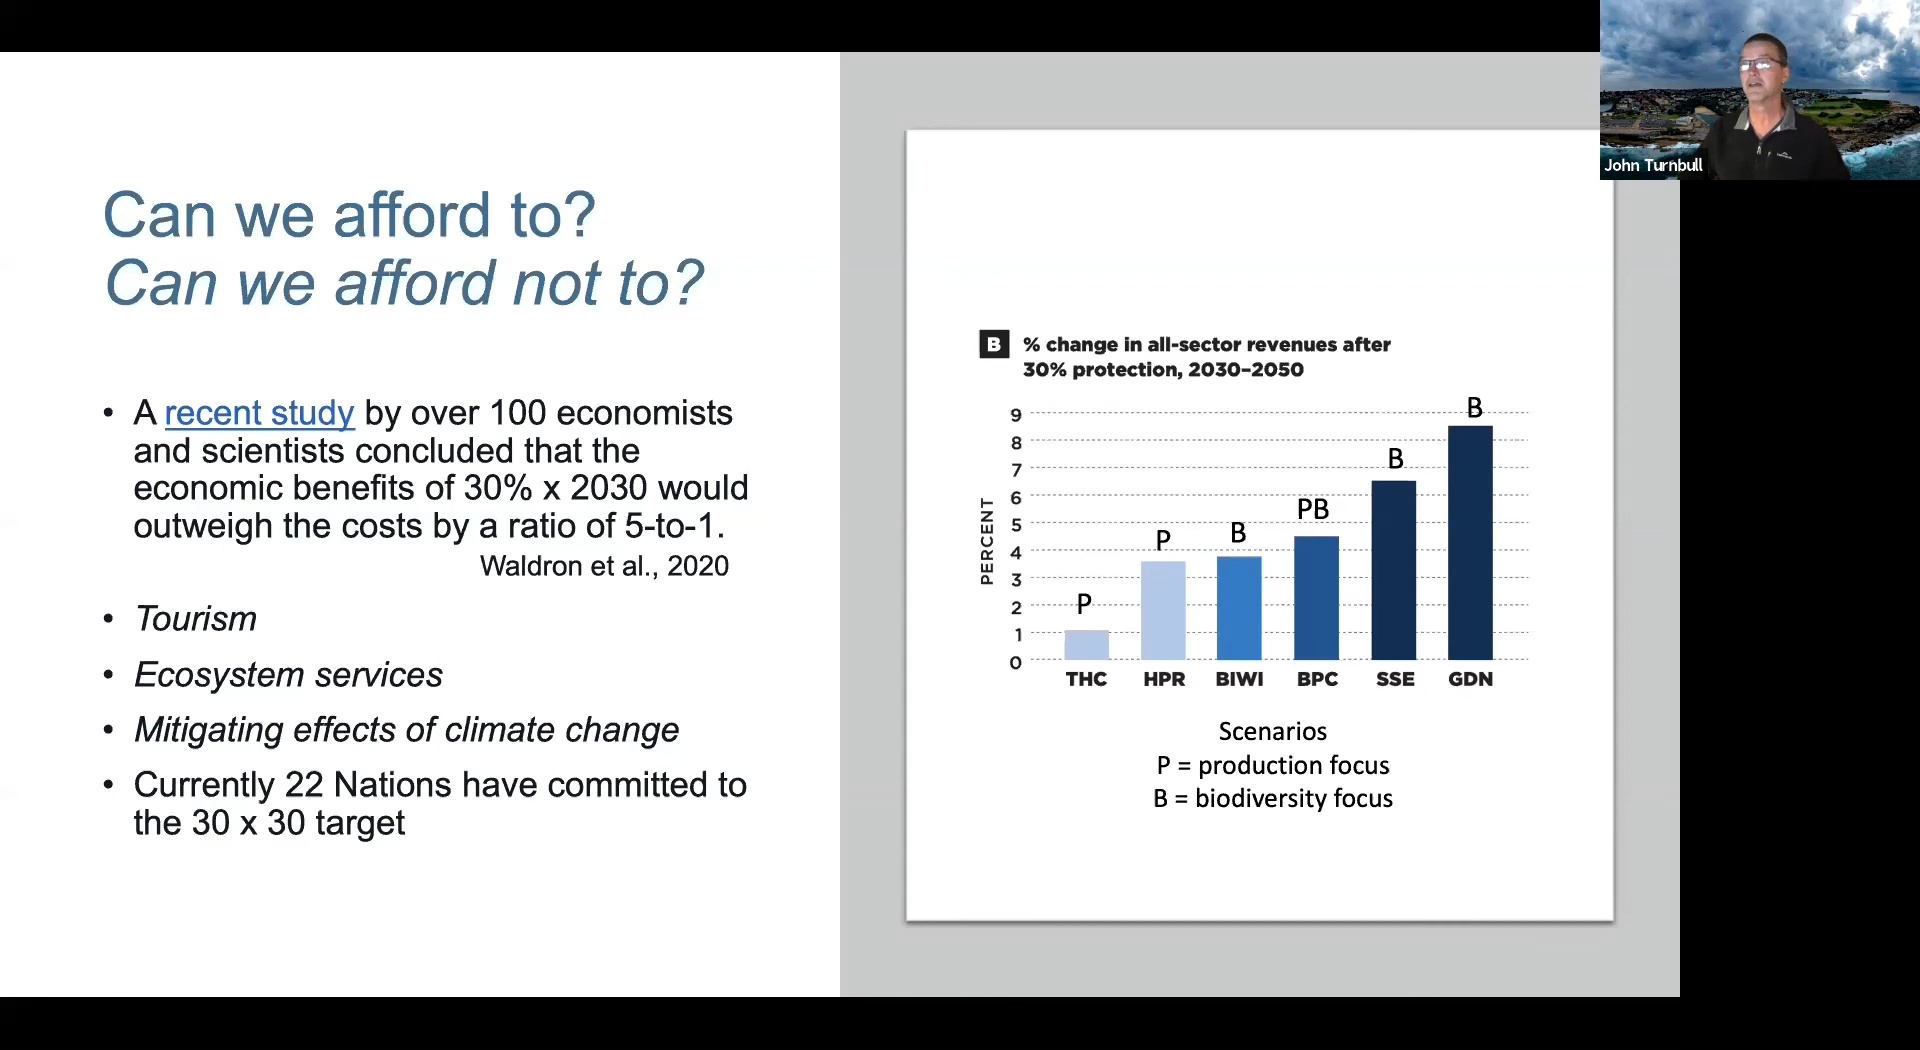 Can we afford to?
Can we afford not to?
• A recent study by over 100 economists
and scientists concluded that the
economic benefits of 30% x 2030 would
outweigh the costs by a ratio of 5-to-1.
Waldron et al., 2020
• Tourism
• Ecosystem services
• Mitigating effects of climate change
• Currently 22 Nations have committed to
the 30 x 30 target
B % change in all-sector revenues after
30% protection, 2030–2050
PERCENT
9
8
7
6
5
4
3
2
1
0
P
P
B
PB
B
B
THC HPR BIWI BPC SSE GDN
Scenarios
P = production focus
B = biodiversity focus
John Turnbull